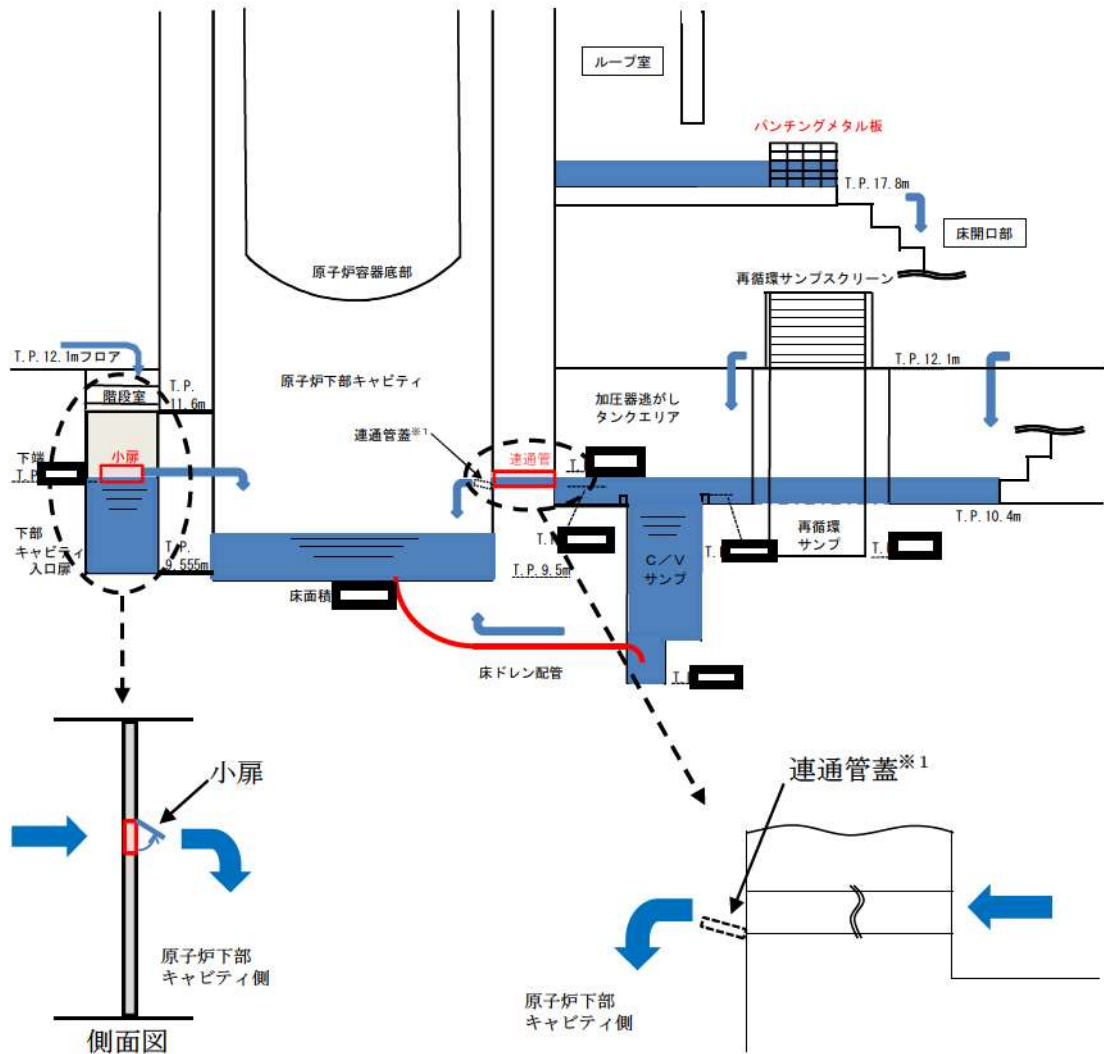 ループ室
パンチングメタル板
T.P.17.8m
床開口部
原子炉容器底部
再循環サンプスクリーン
T.P.12.1mフロア
T.P.
11.6m
階段室
原子炉下部キャビティ
T.P.12.1m
加圧器逃がし
タンクエリア
連通管蓋※1
連通管
下端
小扉
T.P
T.
T.P.10.4m
下部
キャビティ
入口扉
T.P.
9.555m
T.P.9.5m
C/V
サンプ
再循環
サンプ
床面積
床ドレン配管
小扉
連通管蓋※1
原子炉下部
キャビティ側
原子炉下部
キャビティ側
側面図